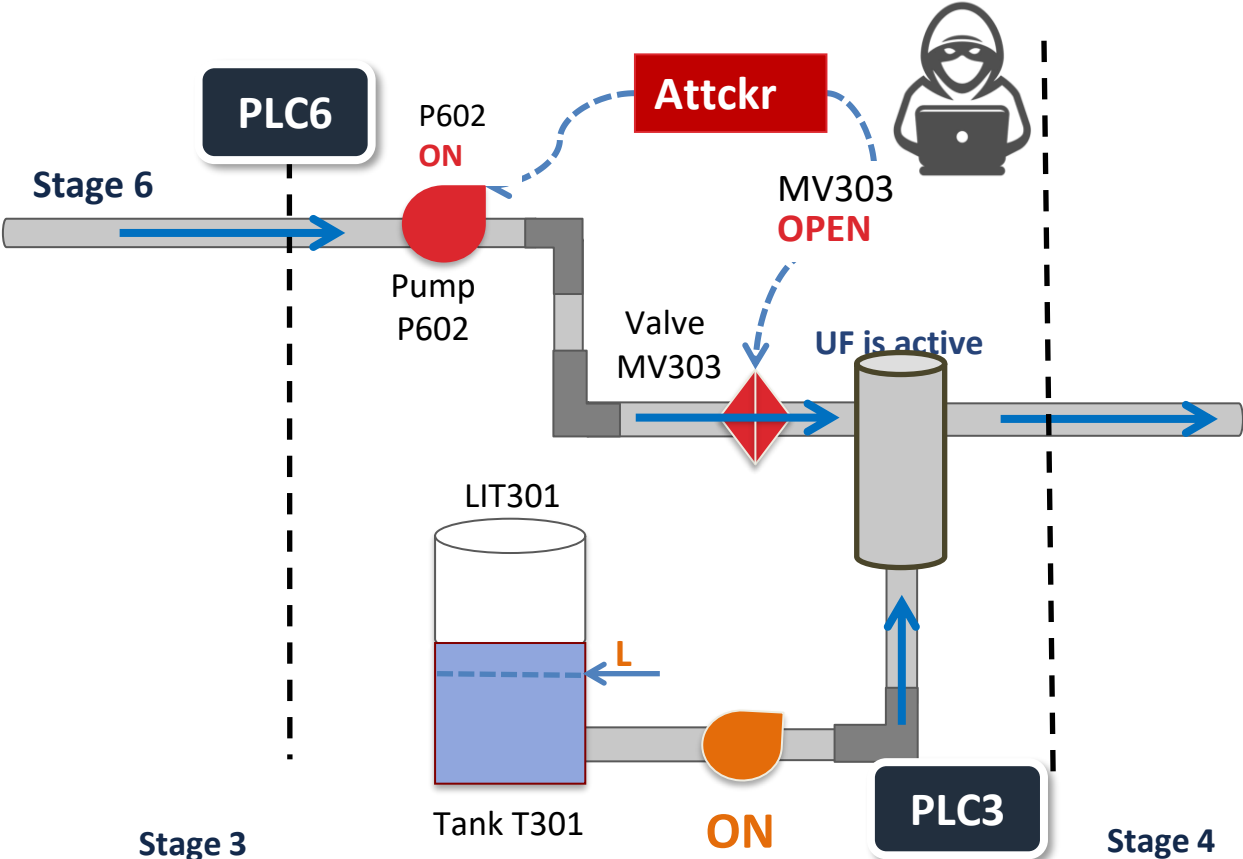 PLC6
P602
ON
Attckr
Stage 6
MV303
OPEN
Pump
P602
Valve
MV303
UF is active
LIT301
L
Tank T301
ON
PLC3
Stage 3
Stage 4